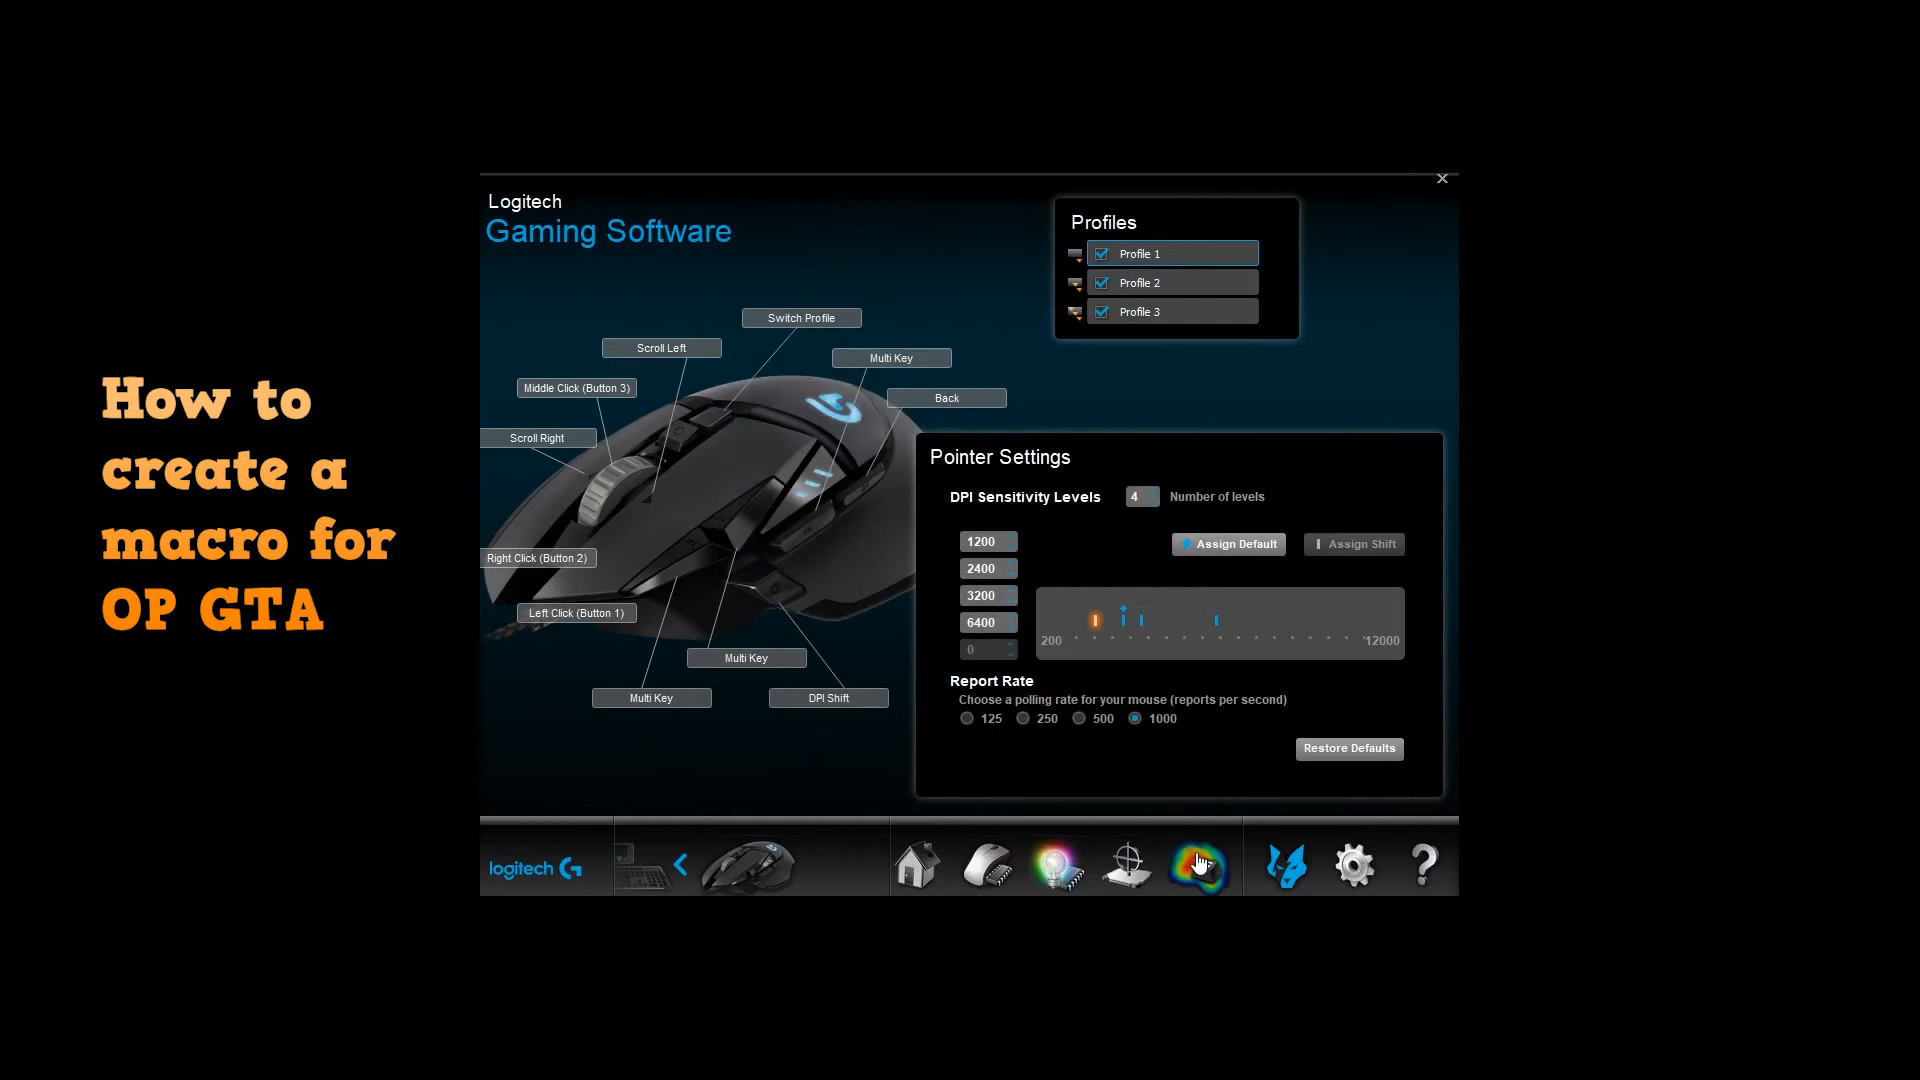 How to
create a
macro for
OP GTA
Logitech
Gaming Software
Profiles
Profile 1
Profile 2
Profile 3
Switch Profile
Scroll Left
Multi Key
Middle Click (Button 3)
Back
Scroll Right
Right Click (Button 2)
Left Click (Button 1)
Multi Key
Multi Key
DPI Shift
Pointer Settings
DPI Sensitivity Levels
4
Number of levels
1200
2400
3200
6400
0
Assign Default
Assign Shift
200
12000
Report Rate
Choose a polling rate for your mouse (reports per second)
125
250
500
1000
Restore Defaults
logitech